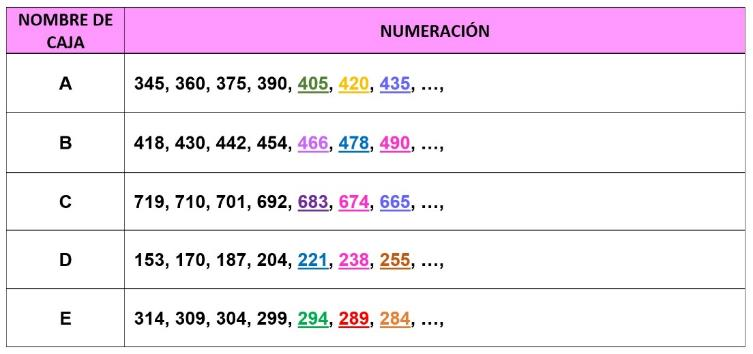 NOMBRE DE
CAJA
NUMERACIÓN
A
345, 360, 375, 390, 405, 420, 435, ...,
B
418, 430, 442, 454, 466, 478, 490, ...,
C
719, 710, 701, 692, 683, 674, 665, ...,
D
153, 170, 187, 204, 221, 238, 255, ...,
E
314, 309, 304, 299, 294, 289, 284, ...,